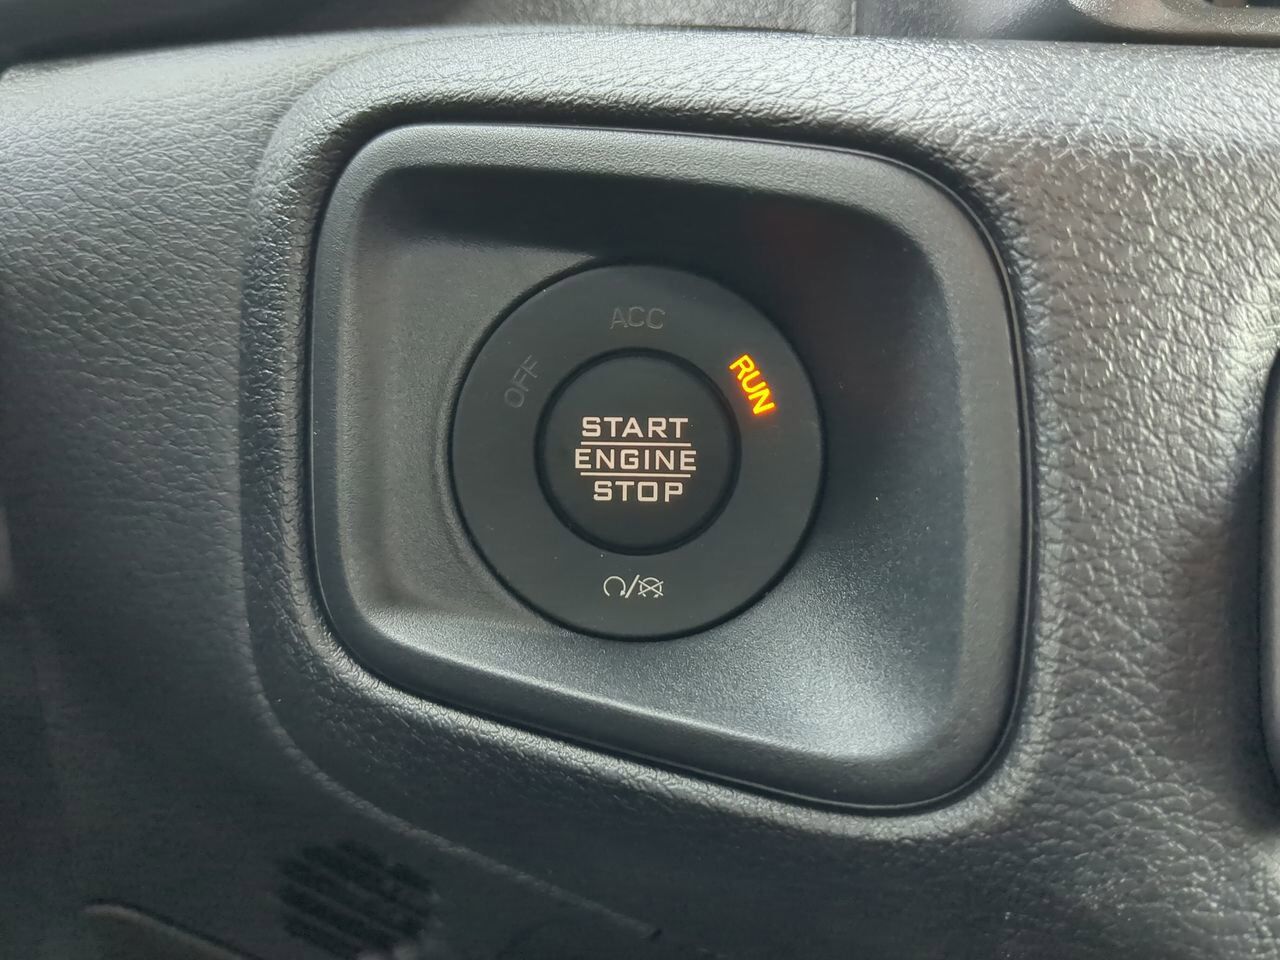 ACC
OFF
RUN
START
ENGINE
STOP